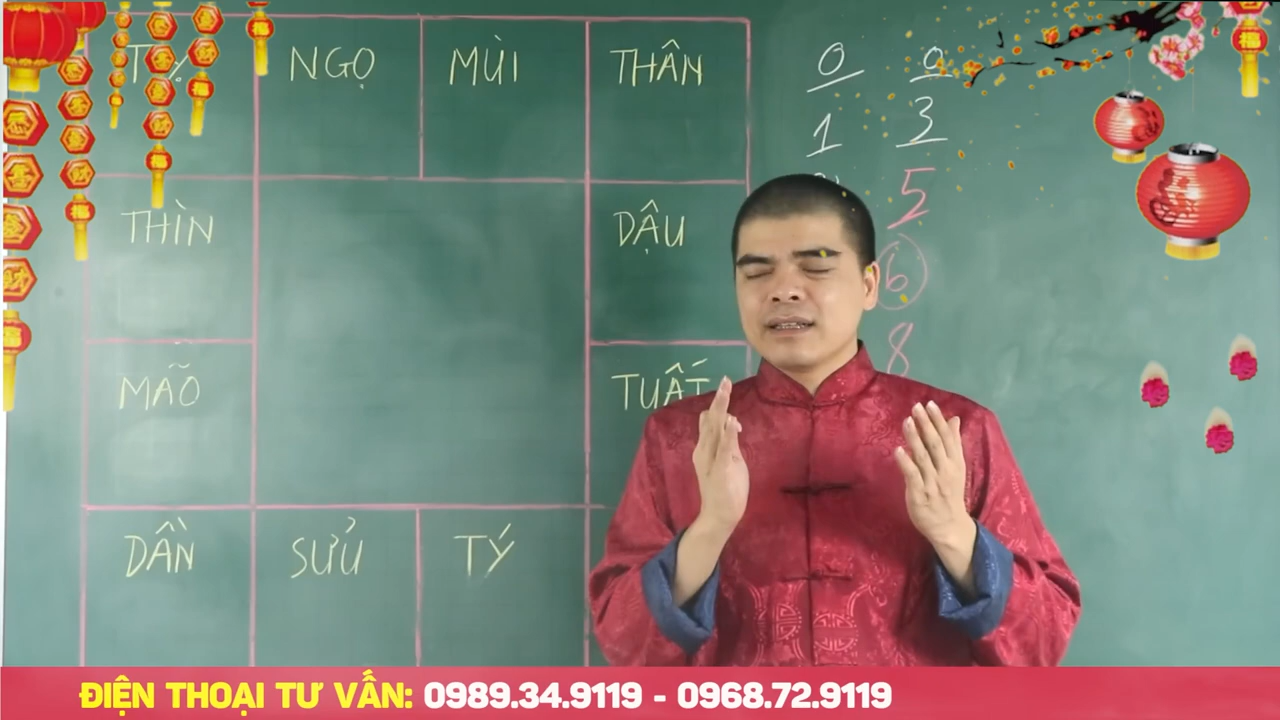 NGỌ MÙI THÂN
THÌN DẬU
MÃO TUẤT
DẦN SỬU TÝ
0 0
1 3
5
6
8
ĐIỆN THOẠI TƯ VẤN: 0989.34.9119 - 0968.72.9119